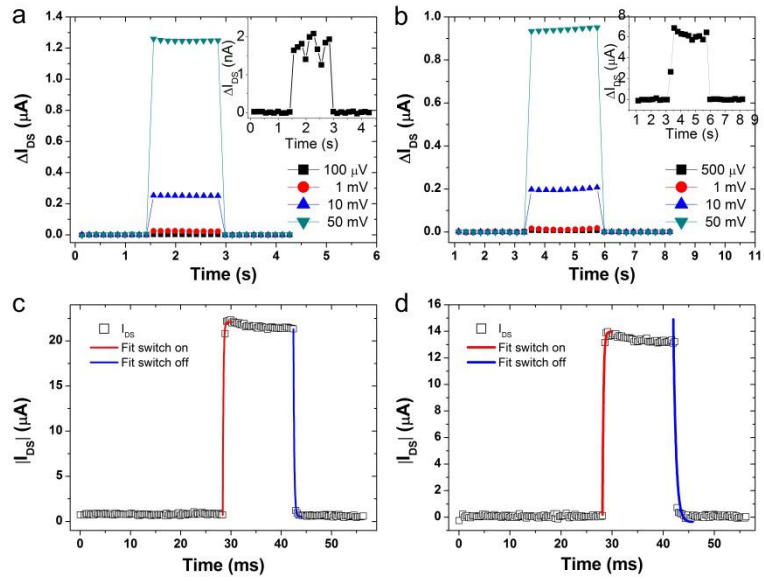 a
ΔI_DS (μA)
1.4
1.2
1.0
0.8
0.6
0.4
0.2
0.0
0 1 2 3 4 5 6
Time (s)
ΔI_DS (nA)
2
1
0
0 1 2 3 4
Time (s)
100 μV
1 mV
10 mV
50 mV
b
ΔI_DS (μA)
1.0
0.8
0.6
0.4
0.2
0.0
1 2 3 4 5 6 7 8 9 10 11
Time (s)
ΔI_DS (μA)
8
6
4
2
0
1 2 3 4 5 6 7 8 9
Time (s)
500 μV
1 mV
10 mV
50 mV
c
|I_DS| (μA)
20
15
10
5
0
0 10 20 30 40 50
Time (ms)
I_DS
Fit switch on
Fit switch off
d
|I_DS| (μA)
16
14
12
10
8
6
4
2
0
0 10 20 30 40 50
Time (ms)
I_DS
Fit switch on
Fit switch off